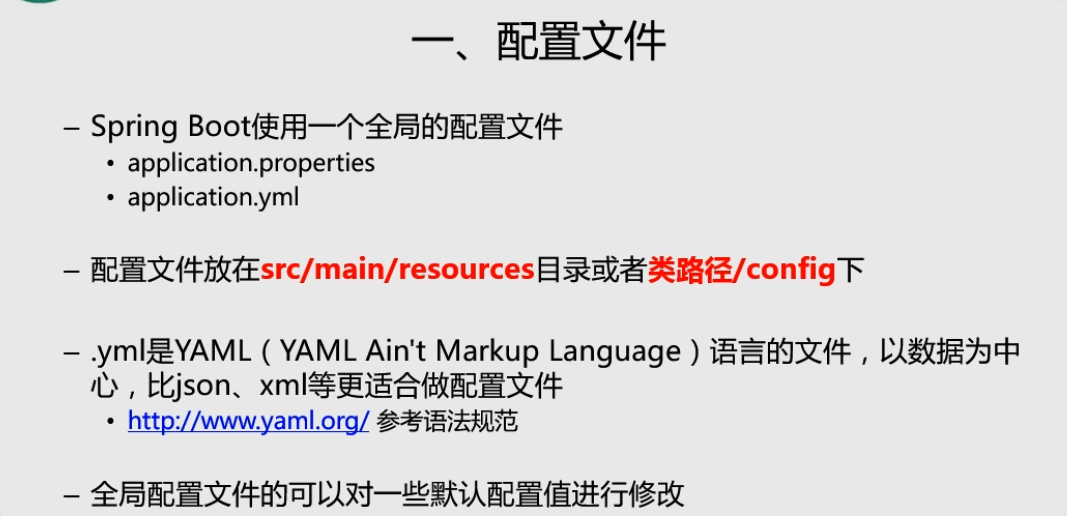 一、配置文件
– Spring Boot使用一个全局的配置文件
• application.properties
• application.yml
– 配置文件放在src/main/resources目录或者类路径/config下
– .yml是YAML（YAML Ain't Markup Language）语言的文件，以数据为中
心，比json、xml等更适合做配置文件
• http://www.yaml.org/ 参考语法规范
– 全局配置文件的可以对一些默认配置值进行修改